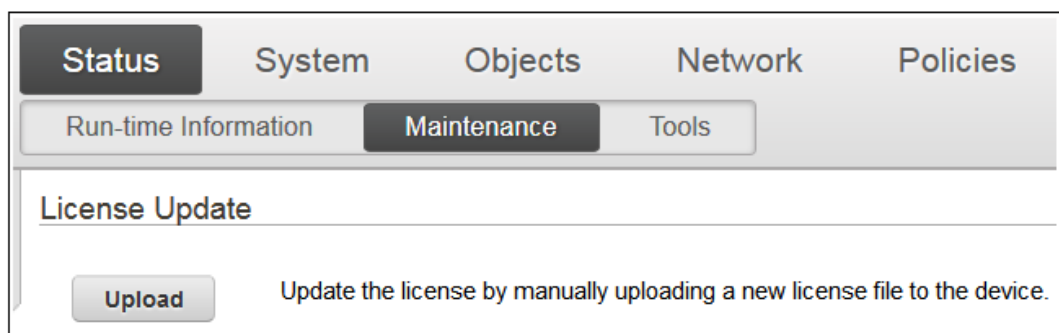 Status System Objects Network Policies
Run-time Information Maintenance Tools
License Update
Upload Update the license by manually uploading a new license file to the device.